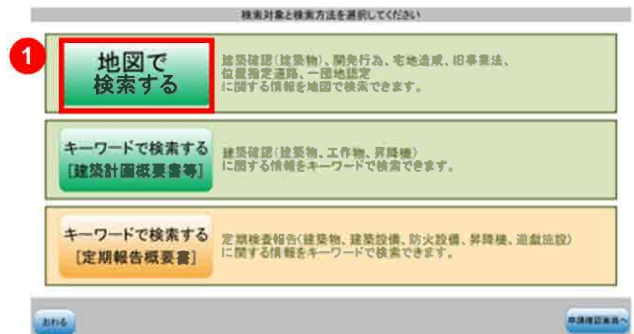 検索対象と検索方法を選択してください
1
地図で
検索する
建築確認(建築物)、開発行為、宅地造成、旧事業法、
位置指定道路、一団地認定
に関する情報を地図で検索できます。
キーワードで検索する
[建築計画概要書等]
建築確認(建築物、工作物、昇降機)
に関する情報をキーワードで検索できます。
キーワードで検索する
[定期報告概要書]
定期検査報告(建築物、建築設備、防火設備、昇降機、遊戯施設)
に関する情報をキーワードで検索できます。
おわる
申請確認画面へ